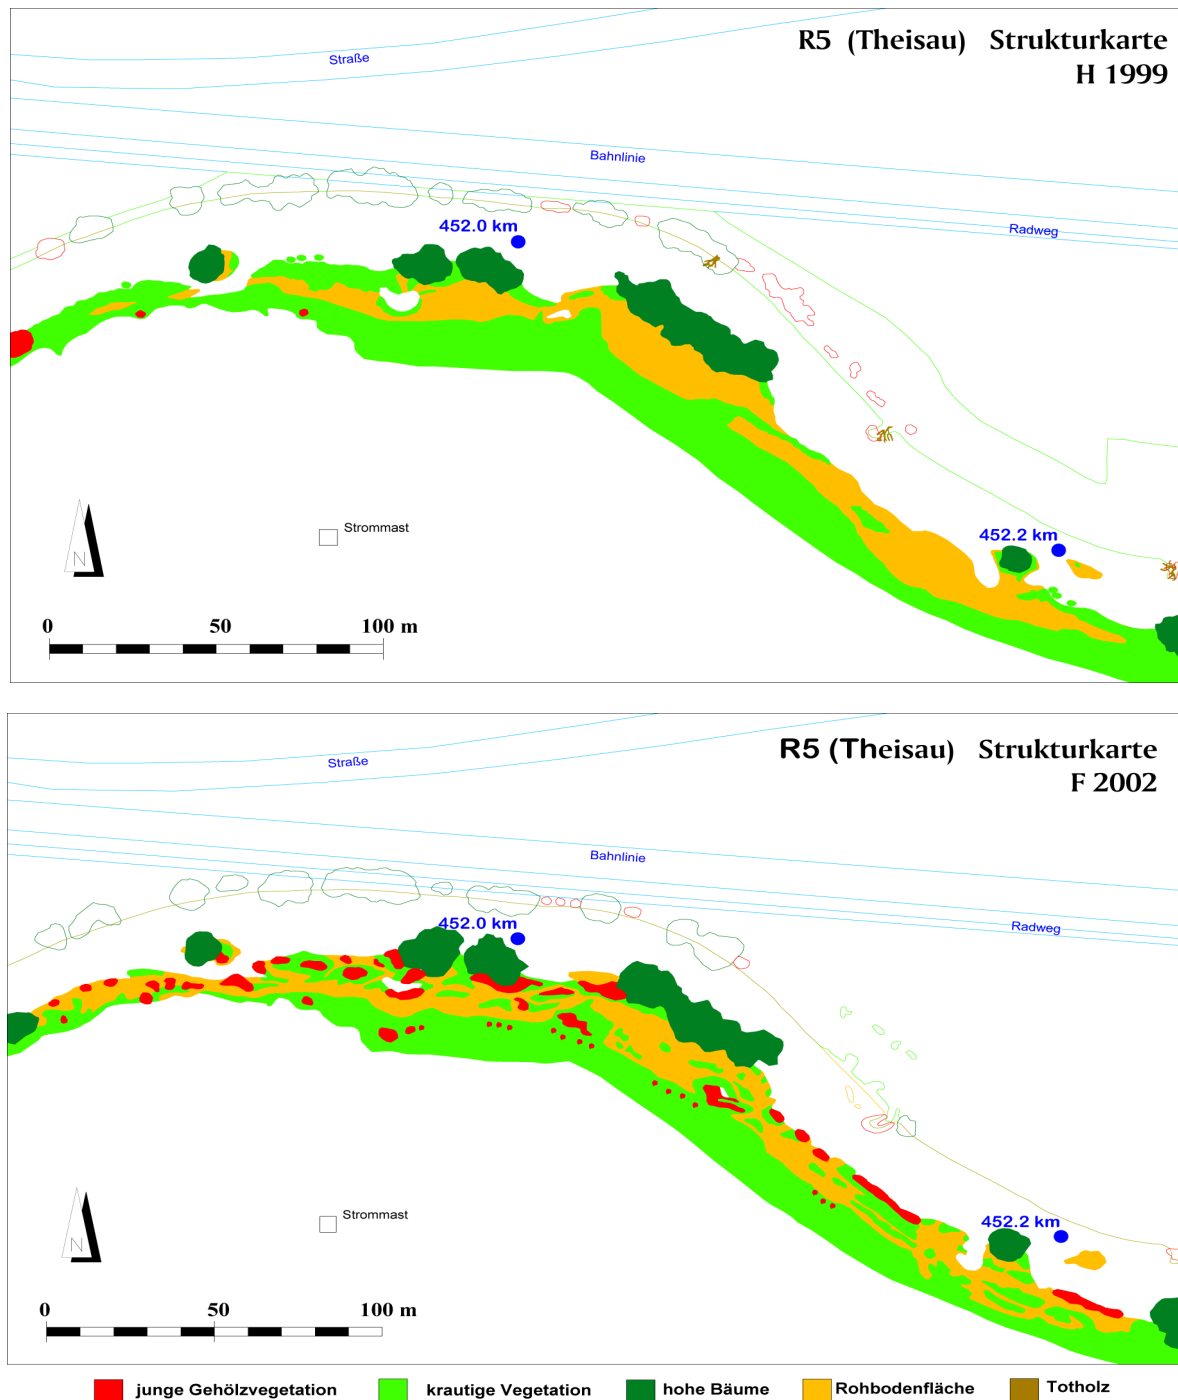 R5 (Theisau) Strukturkarte
H 1999
Straße
Bahnlinie
Radweg
452.0 km
452.2 km
Strommast
N
0 50 100 m
R5 (Theisau) Strukturkarte
F 2002
Straße
Bahnlinie
Radweg
452.0 km
452.2 km
Strommast
N
0 50 100 m
junge Gehölzvegetation krautige Vegetation hohe Bäume Rohbodenfläche Totholz